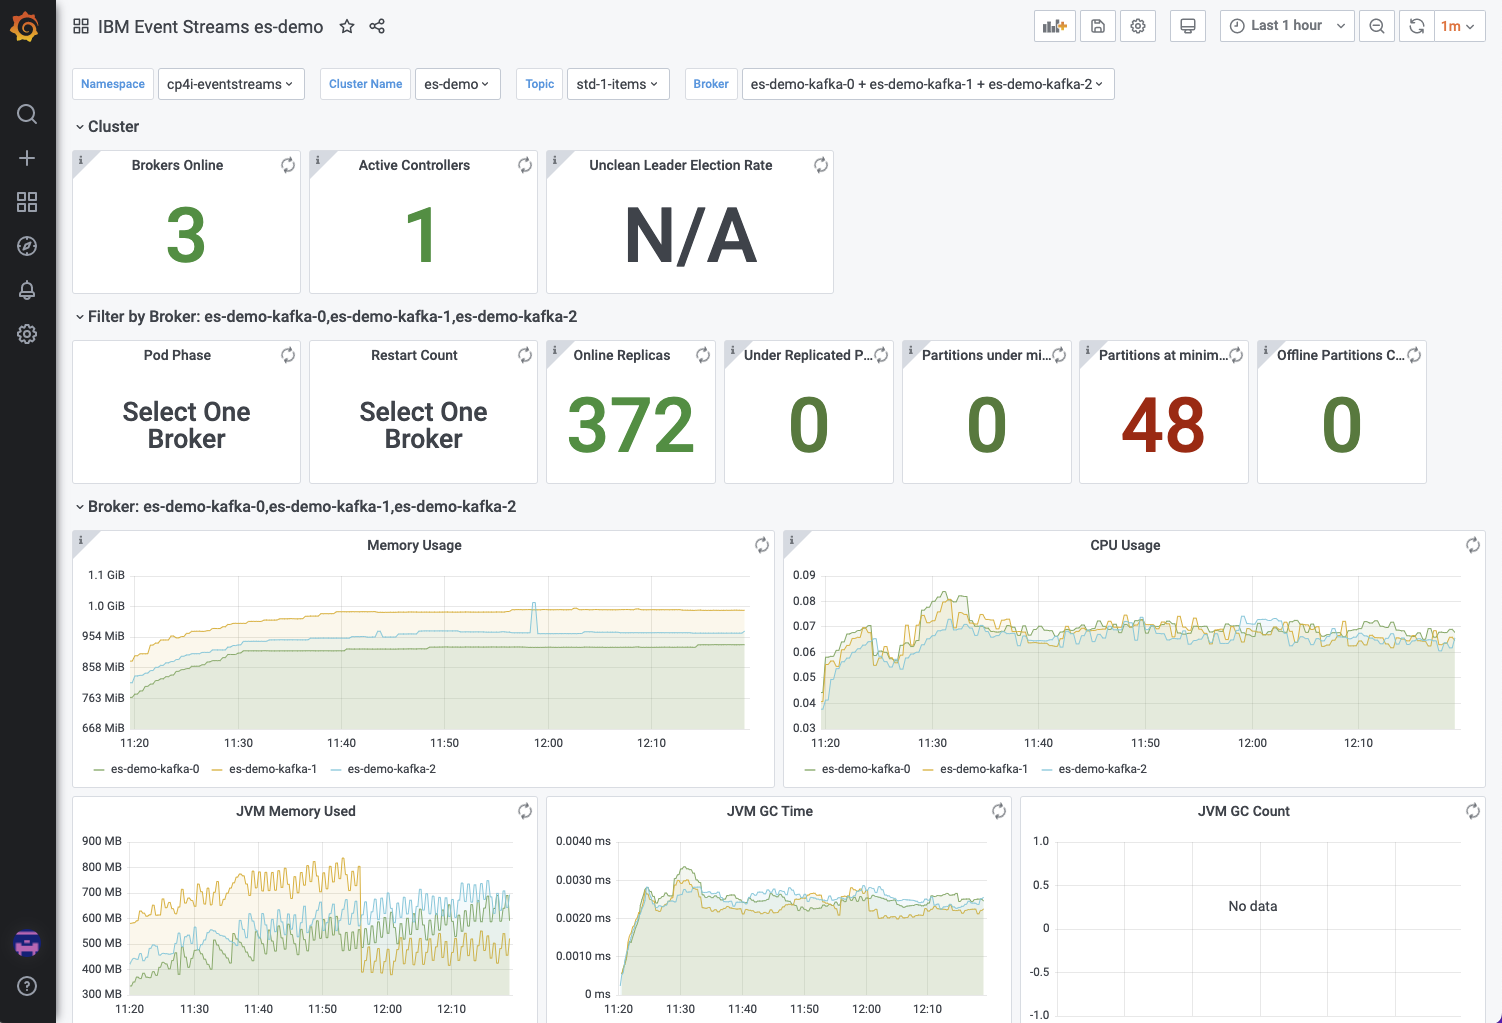 IBM Event Streams es-demo
Last 1 hour
1m
Namespace
cp4i-eventstreams
Cluster Name
es-demo
Topic
std-1-items
Broker
es-demo-kafka-0 + es-demo-kafka-1 + es-demo-kafka-2
Cluster
Brokers Online
3
Active Controllers
1
Unclean Leader Election Rate
N/A
Filter by Broker: es-demo-kafka-0,es-demo-kafka-1,es-demo-kafka-2
Pod Phase
Select One
Broker
Restart Count
Select One
Broker
Online Replicas
372
Under Replicated P...
0
Partitions under mi...
0
Partitions at minim...
48
Offline Partitions C...
0
Broker: es-demo-kafka-0,es-demo-kafka-1,es-demo-kafka-2
Memory Usage
1.1 GiB
1.0 GiB
954 MiB
858 MiB
763 MiB
668 MiB
11:20 11:30 11:40 11:50 12:00 12:10
es-demo-kafka-0 es-demo-kafka-1 es-demo-kafka-2
CPU Usage
0.09
0.08
0.07
0.06
0.05
0.04
0.03
11:20 11:30 11:40 11:50 12:00 12:10
es-demo-kafka-0 es-demo-kafka-1 es-demo-kafka-2
JVM Memory Used
900 MB
800 MB
700 MB
600 MB
500 MB
400 MB
300 MB
11:20 11:30 11:40 11:50 12:00 12:10
JVM GC Time
0.0040 ms
0.0030 ms
0.0020 ms
0.0010 ms
0 ms
11:20 11:30 11:40 11:50 12:00 12:10
JVM GC Count
1.0
0.5
0
-0.5
-1.0
No data